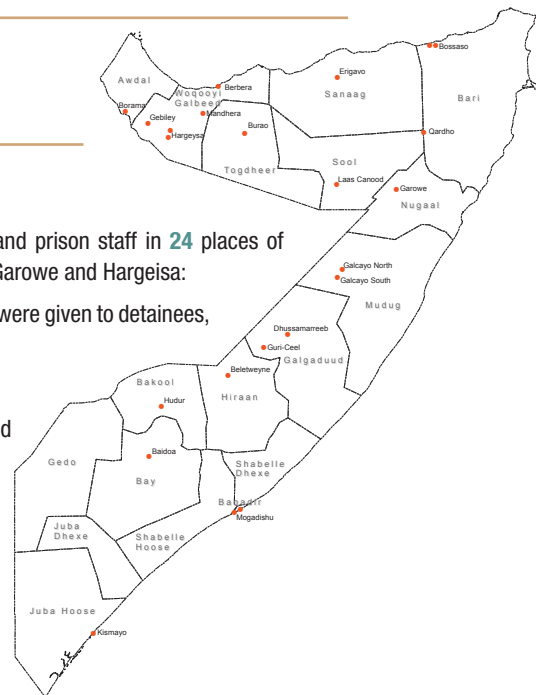 and prison staff in 24 places of
Garowe and Hargeisa:
were given to detainees,
d
Bossaso
Awdal
Erigavo
Berbera
Woqooyi
Galbeed
Sanaag
Bari
Borama
Mandhera
Gebiley
Burao
Hargeysa
Qardho
Sool
Togdheer
Laas Canood
Garowe
Nugaal
Galcayo North
Galcayo South
Mudug
Dhussamarreeb
Guri-Ceel
Galgaduud
Beletweyne
Bakool
Hiraan
Hudur
Baidoa
Gedo
Shabelle
Dhexe
Bay
Banadir
Mogadishu
Juba
Dhexe
Shabelle
Hoose
Juba Hoose
Kismayo